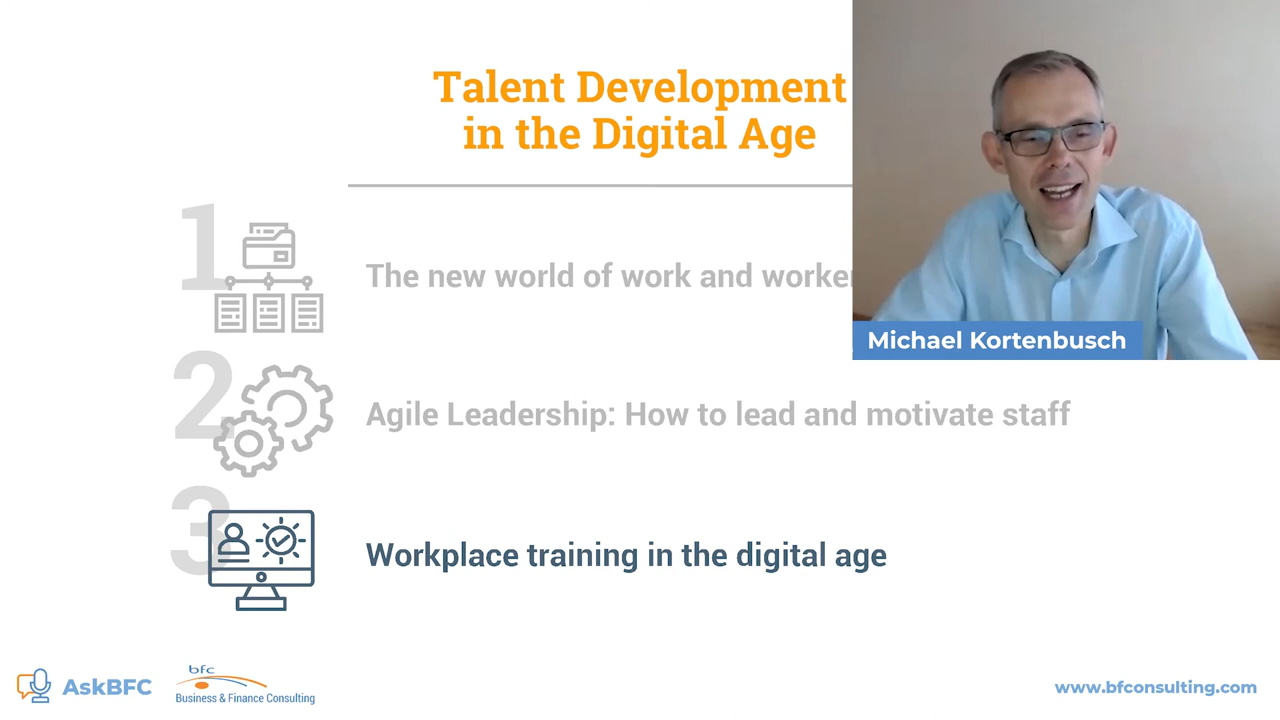 Talent Development
in the Digital Age
1
The new world of work and worker
Michael Kortenbusch
2
Agile Leadership: How to lead and motivate staff
3
Workplace training in the digital age
AskBFC
bfc
Business & Finance Consulting
www.bfconsulting.com